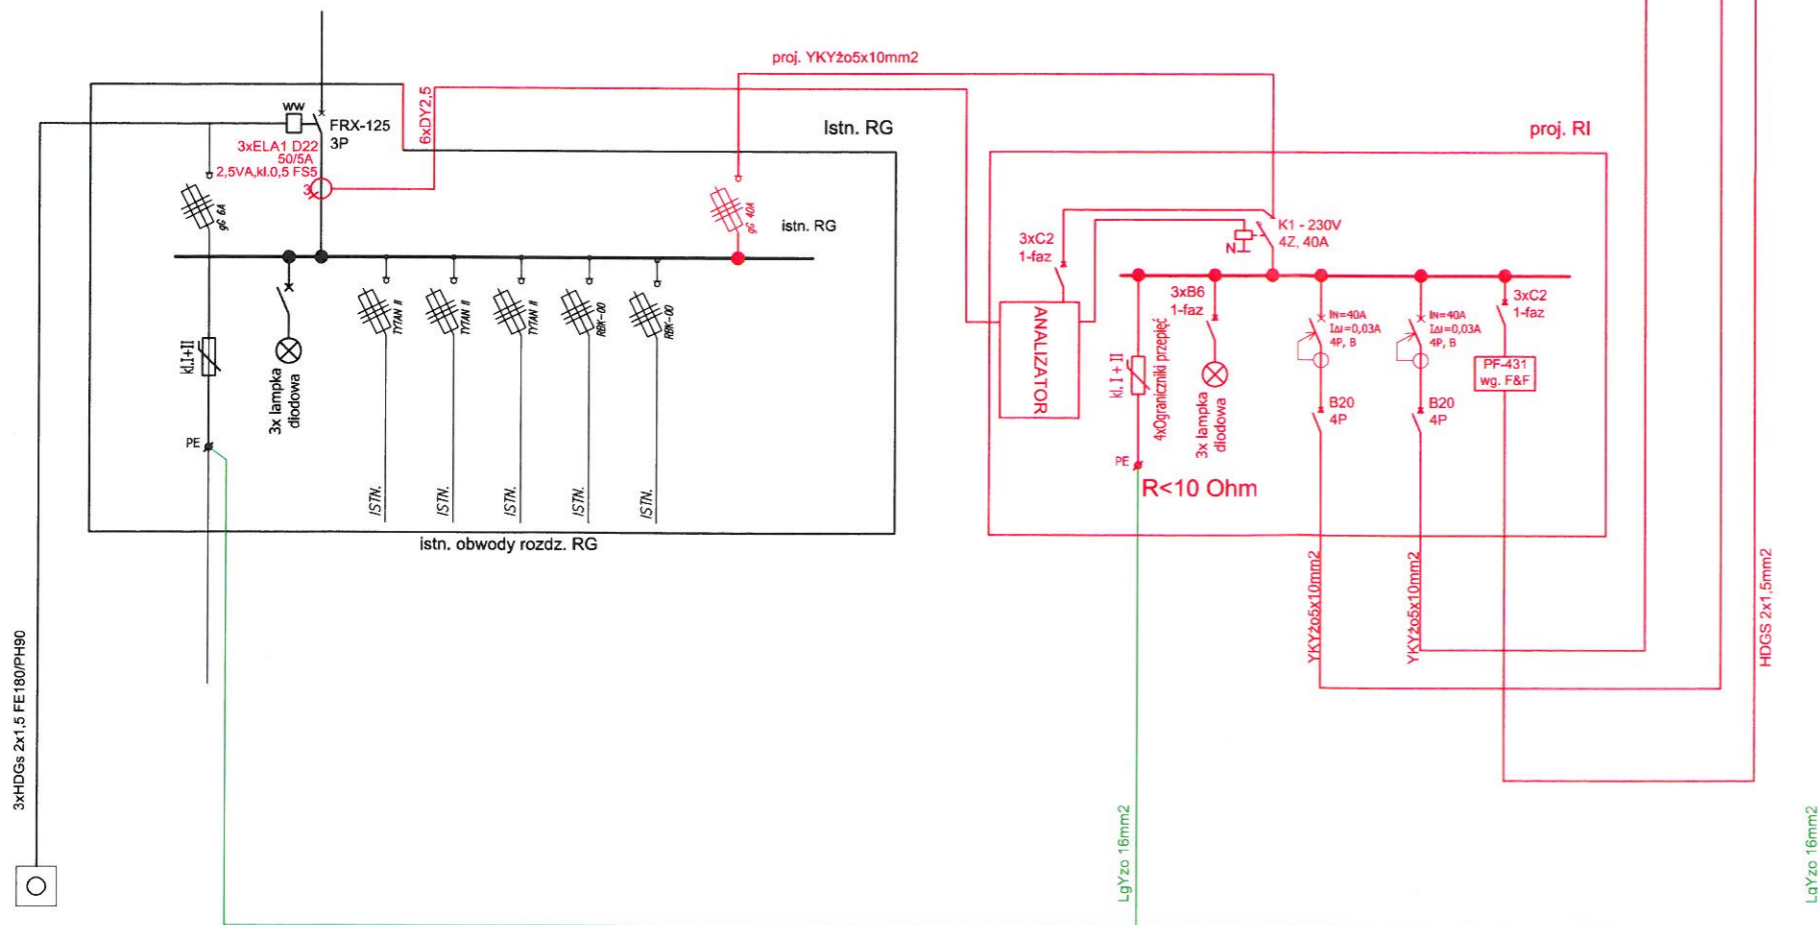 proj. YKYżo5x10mm2
6xDY2,5
WW
FRX-125
3P
3xELA1 D22
50/5A
2,5VA,kl.0,5 FS5
3
Istn. RG
istn. RG
gG 6A
gG 40A
TYTAN II
TYTAN II
TYTAN II
RBK-00
RBK-00
kl.I+II
3x lampka
diodowa
PE
ISTN.
ISTN.
ISTN.
ISTN.
ISTN.
istn. obwody rozdz. RG
3xHDGs 2x1,5 FE180/PH90
proj. RI
K1 - 230V
4Z, 40A
N
3xC2
1-faz
ANALIZATOR
kl.I + II
4xOgraniczniki przepięć
3xB6
1-faz
3x lampka
diodowa
IN=40A
IΔI=0,03A
4P, B
IN=40A
IΔI=0,03A
4P, B
3xC2
1-faz
PF-431
wg. F&F
B20
4P
B20
4P
PE
R<10 Ohm
YKYżo5x10mm2
YKYżo5x10mm2
HDGS 2x1,5mm2
LgYzo 16mm2
LgYzo 16mm2